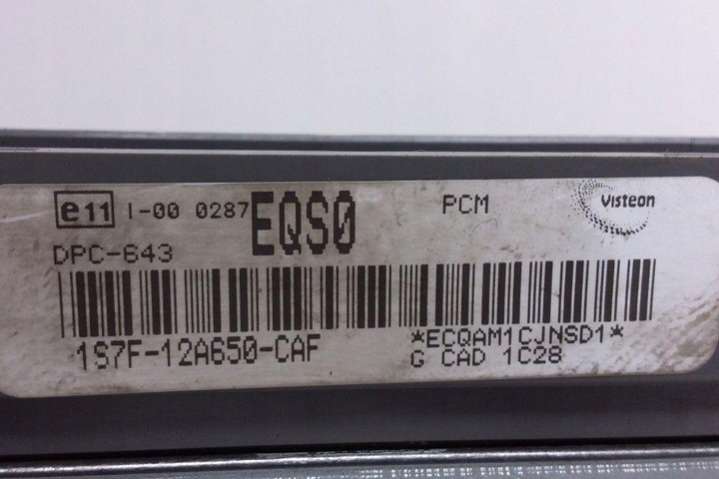 e11 I-00 0287 EQS0 PCM Visteon
DPC-643
1S7F-12A650-CAF *ECQAM1CJNSD1*
G CAD 1C28